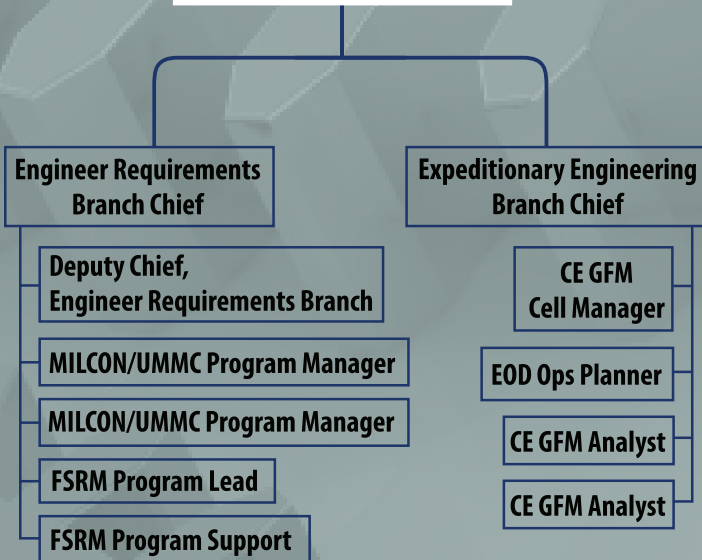 Engineer Requirements
Branch Chief
Deputy Chief,
Engineer Requirements Branch
MILCON/UMMC Program Manager
MILCON/UMMC Program Manager
FSRM Program Lead
FSRM Program Support
Expeditionary Engineering
Branch Chief
CE GFM
Cell Manager
EOD Ops Planner
CE GFM Analyst
CE GFM Analyst